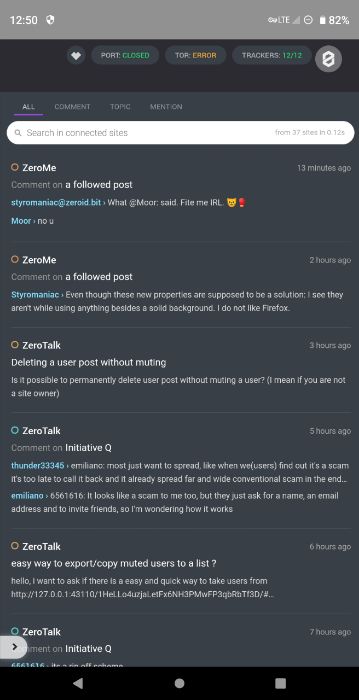 12:50
LTE
82%
PORT: CLOSED
TOR: ERROR
TRACKERS: 12/12
ALL
COMMENT
TOPIC
MENTION
Search in connected sites
from 37 sites in 0.12s
ZeroMe
13 minutes ago
Comment on a followed post
styromaniac@zeroid.bit › What @Moor: said. Fite me IRL. 😼🥊
Moor › no u
ZeroMe
2 hours ago
Comment on a followed post
Styromaniac › Even though these new properties are supposed to be a solution: I see they
aren't while using anything besides a solid background. I do not like Firefox.
ZeroTalk
3 hours ago
Deleting a user post without muting
Is it possible to permanently delete user post without muting a user? (I mean if you are not
a site owner)
ZeroTalk
5 hours ago
Comment on Initiative Q
thunder33345 › emiliano: most just want to spread, like when we(users) find out it's a scam
it's too late to call it back and it already spread far and wide conventional scam in the end...
emiliano › 6561616: It looks like a scam to me too, but they just ask for a name, an email
address and to invite friends, so I'm wondering how it works
ZeroTalk
6 hours ago
easy way to export/copy muted users to a list ?
hello, i want to ask if there is a easy and quick way to take users from
http://127.0.0.1:43110/1HeLLo4uzjaLetFx6NH3PMwFP3qbRbTf3D/#...
ZeroTalk
7 hours ago
ment on Initiative Q
6561616 › its a rip off scheme